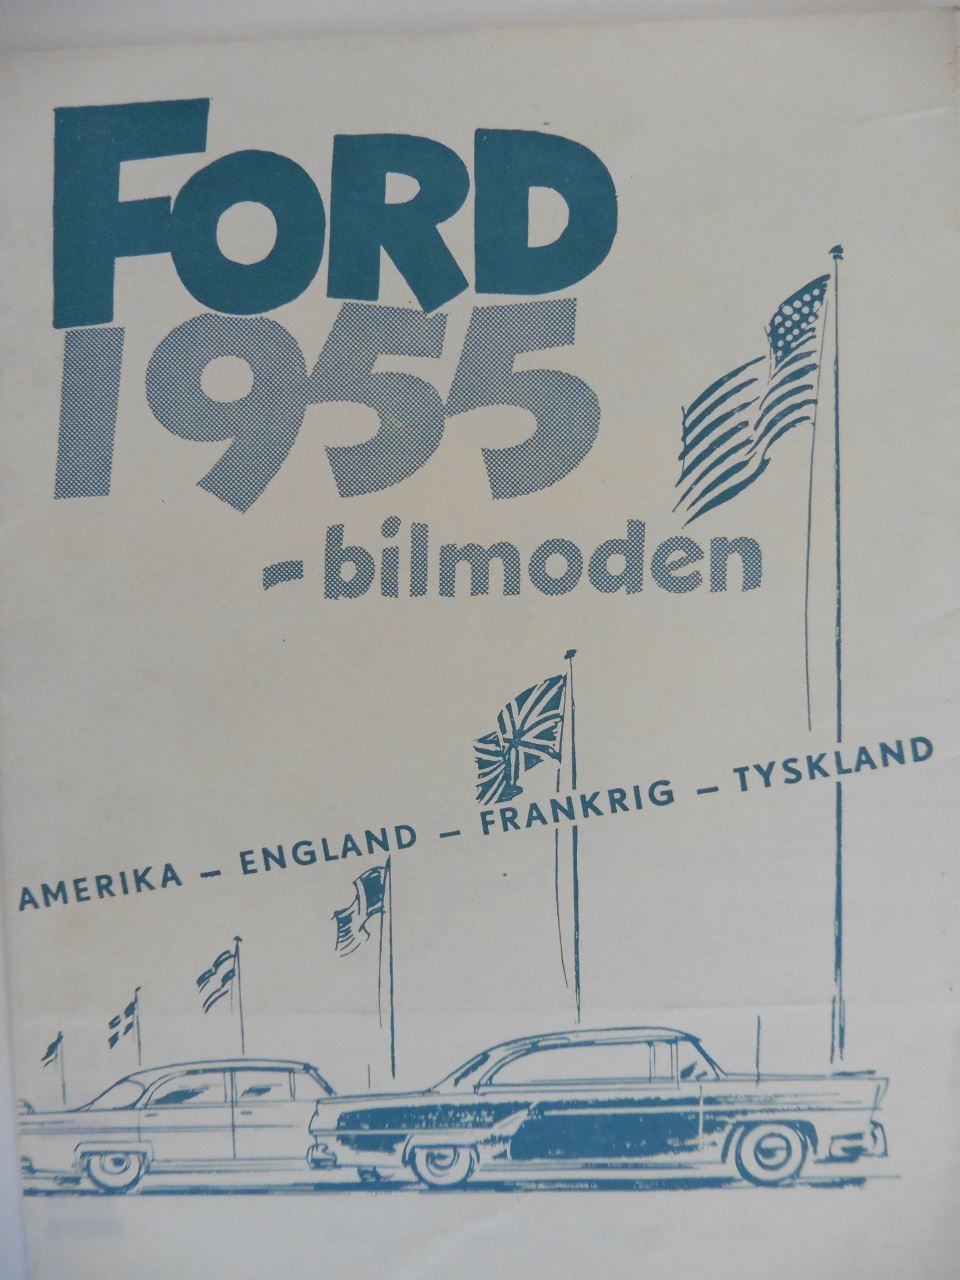 FORD
1955
-bilmoden
AMERIKA – ENGLAND – FRANKRIG – TYSKLAND